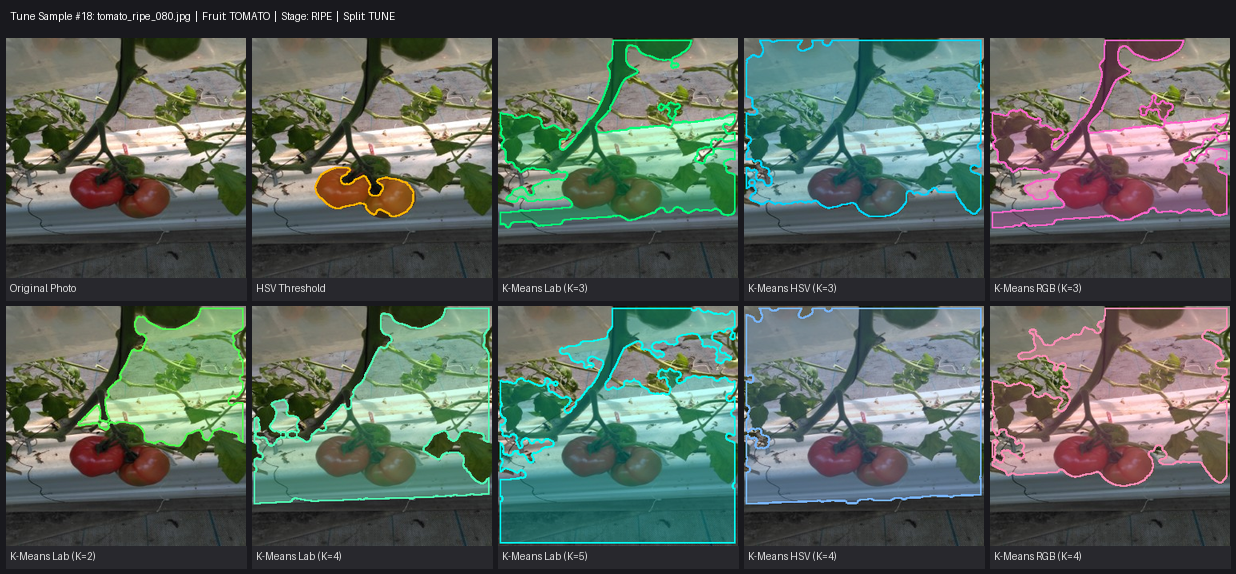 Tune Sample #18: tomato_ripe_080.jpg | Fruit: TOMATO | Stage: RIPE | Split: TUNE
Original Photo
HSV Threshold
K-Means Lab (K=3)
K-Means HSV (K=3)
K-Means RGB (K=3)
K-Means Lab (K=2)
K-Means Lab (K=4)
K-Means Lab (K=5)
K-Means HSV (K=4)
K-Means RGB (K=4)